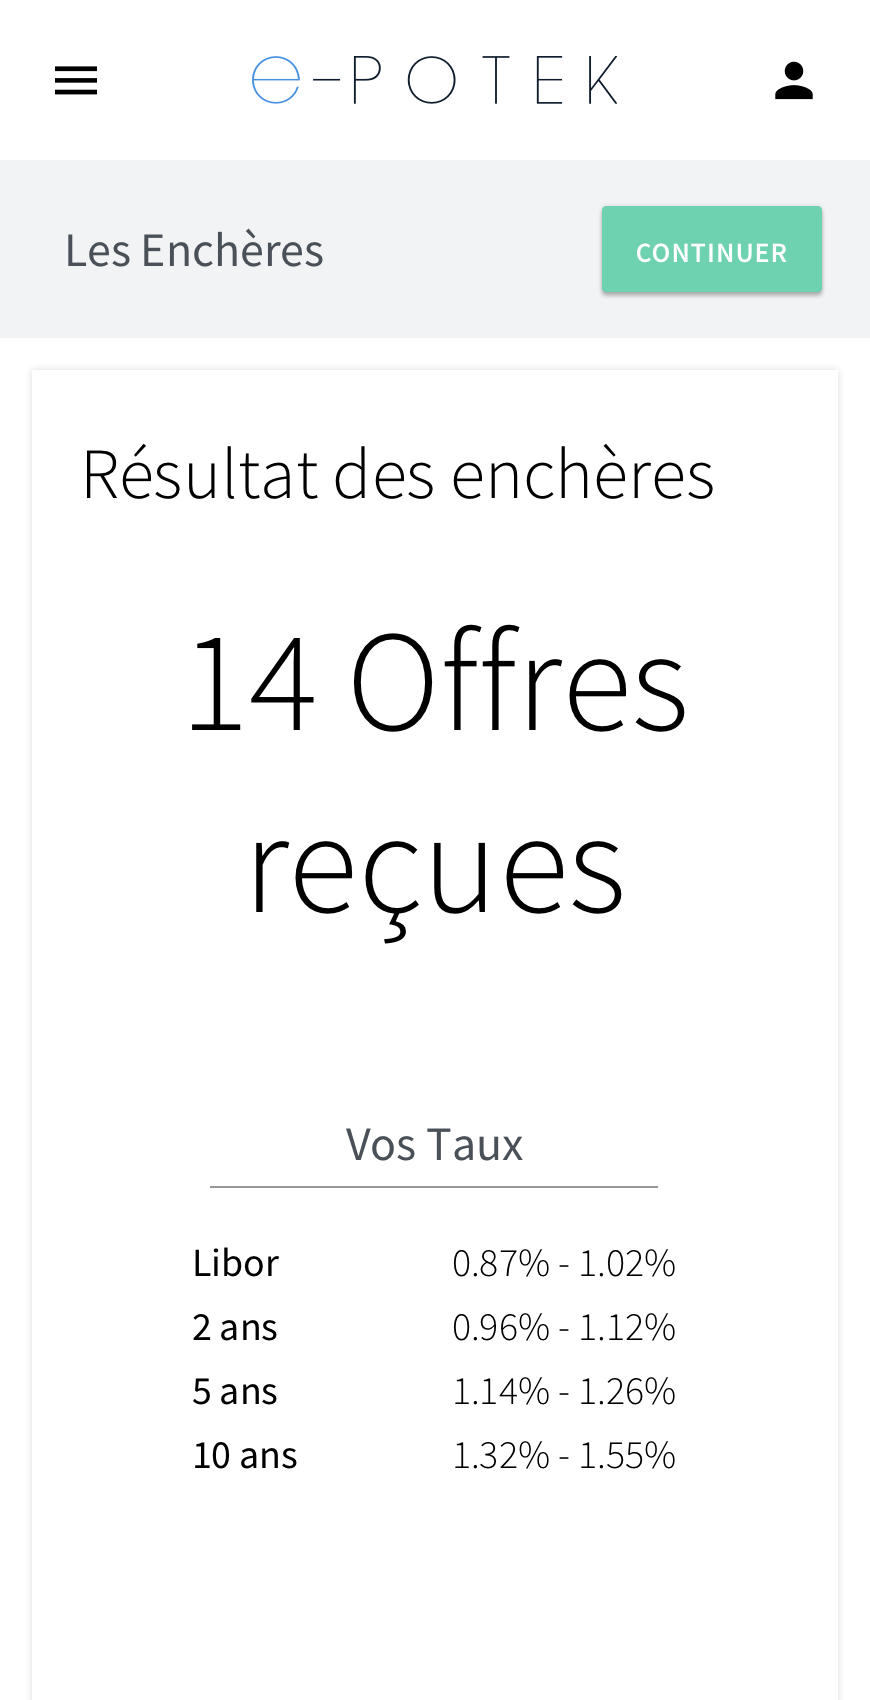 e-POTEK
Les Enchères
CONTINUER
Résultat des enchères
14 Offres
reçues
Vos Taux
Libor 0.87% - 1.02%
2 ans 0.96% - 1.12%
5 ans 1.14% - 1.26%
10 ans 1.32% - 1.55%